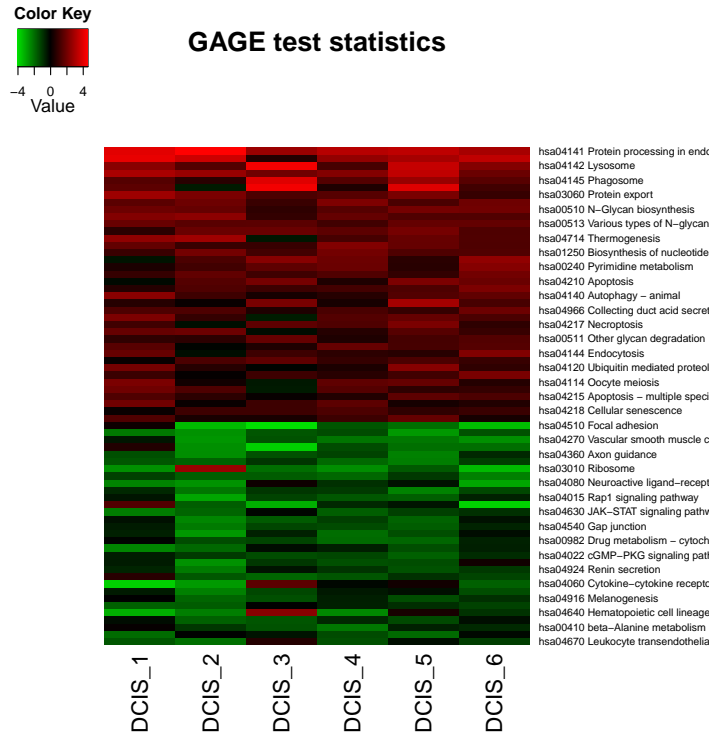 Color Key
GAGE test statistics
−4 0 4
Value
hsa04141 Protein processing in endo
hsa04142 Lysosome
hsa04145 Phagosome
hsa03060 Protein export
hsa00510 N−Glycan biosynthesis
hsa00513 Various types of N−glycan
hsa04714 Thermogenesis
hsa01250 Biosynthesis of nucleotide
hsa00240 Pyrimidine metabolism
hsa04210 Apoptosis
hsa04140 Autophagy − animal
hsa04966 Collecting duct acid secret
hsa04217 Necroptosis
hsa00511 Other glycan degradation
hsa04144 Endocytosis
hsa04120 Ubiquitin mediated proteol
hsa04114 Oocyte meiosis
hsa04215 Apoptosis − multiple speci
hsa04218 Cellular senescence
hsa04510 Focal adhesion
hsa04270 Vascular smooth muscle c
hsa04360 Axon guidance
hsa03010 Ribosome
hsa04080 Neuroactive ligand−recept
hsa04015 Rap1 signaling pathway
hsa04630 JAK−STAT signaling pathw
hsa04540 Gap junction
hsa00982 Drug metabolism − cytoch
hsa04022 cGMP−PKG signaling path
hsa04924 Renin secretion
hsa04060 Cytokine−cytokine recepto
hsa04916 Melanogenesis
hsa04640 Hematopoietic cell lineage
hsa00410 beta−Alanine metabolism
hsa04670 Leukocyte transendothelia
DCIS_1
DCIS_2
DCIS_3
DCIS_4
DCIS_5
DCIS_6